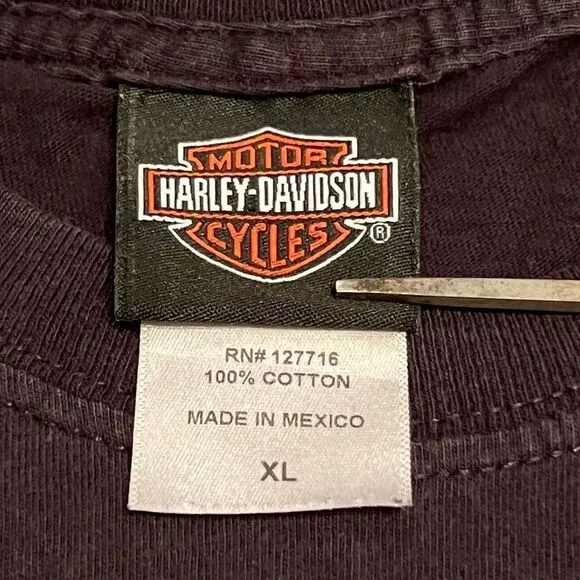 MOTOR
HARLEY-DAVIDSON
CYCLES
®
RN# 127716
100% COTTON
MADE IN MEXICO
XL